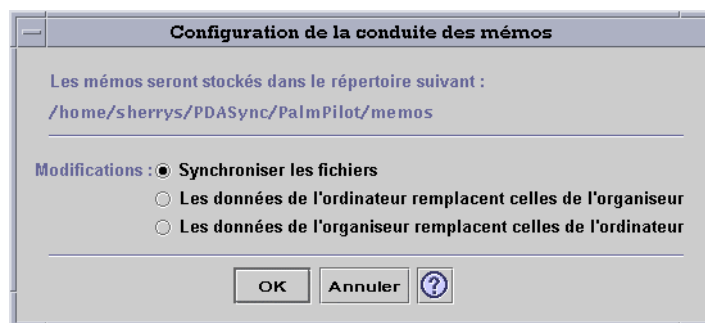 Configuration de la conduite des mémos
Les mémos seront stockés dans le répertoire suivant :
/home/sherrys/PDASync/PalmPilot/memos
Modifications : Synchroniser les fichiers
Les données de l'ordinateur remplacent celles de l'organiseur
Les données de l'organiseur remplacent celles de l'ordinateur
OK Annuler ?